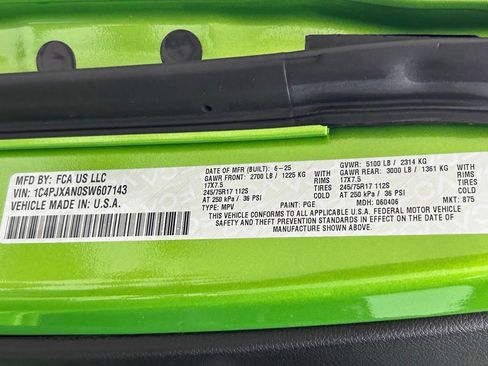 MFD BY: FCA US LLC
VIN: 1C4PJXAN0SW607143
VEHICLE MADE IN: U.S.A.
DATE OF MFR (BUILT): 6-25 GVWR: 5100 LB / 2314 KG
GAWR FRONT: 2700 LB / 1225 KG WITH GAWR REAR: 3000 LB / 1361 KG WITH
17X7.5 RIMS 17X7.5 RIMS
245/75R17 112S TIRES 245/75R17 112S TIRES
AT 250 kPa / 36 PSI COLD AT 250 kPa / 36 PSI COLD
TYPE: MPV PAINT: PGE MDH: 060406 MKT: 875
THIS VEHICLE CONFORMS TO ALL APPLICABLE U.S.A. FEDERAL MOTOR VEHICLE
SAFETY AND THEFT PREVENTION STANDARDS IN EFFECT ON THE DATE OF
MANUFACTURE SHOWN ABOVE.